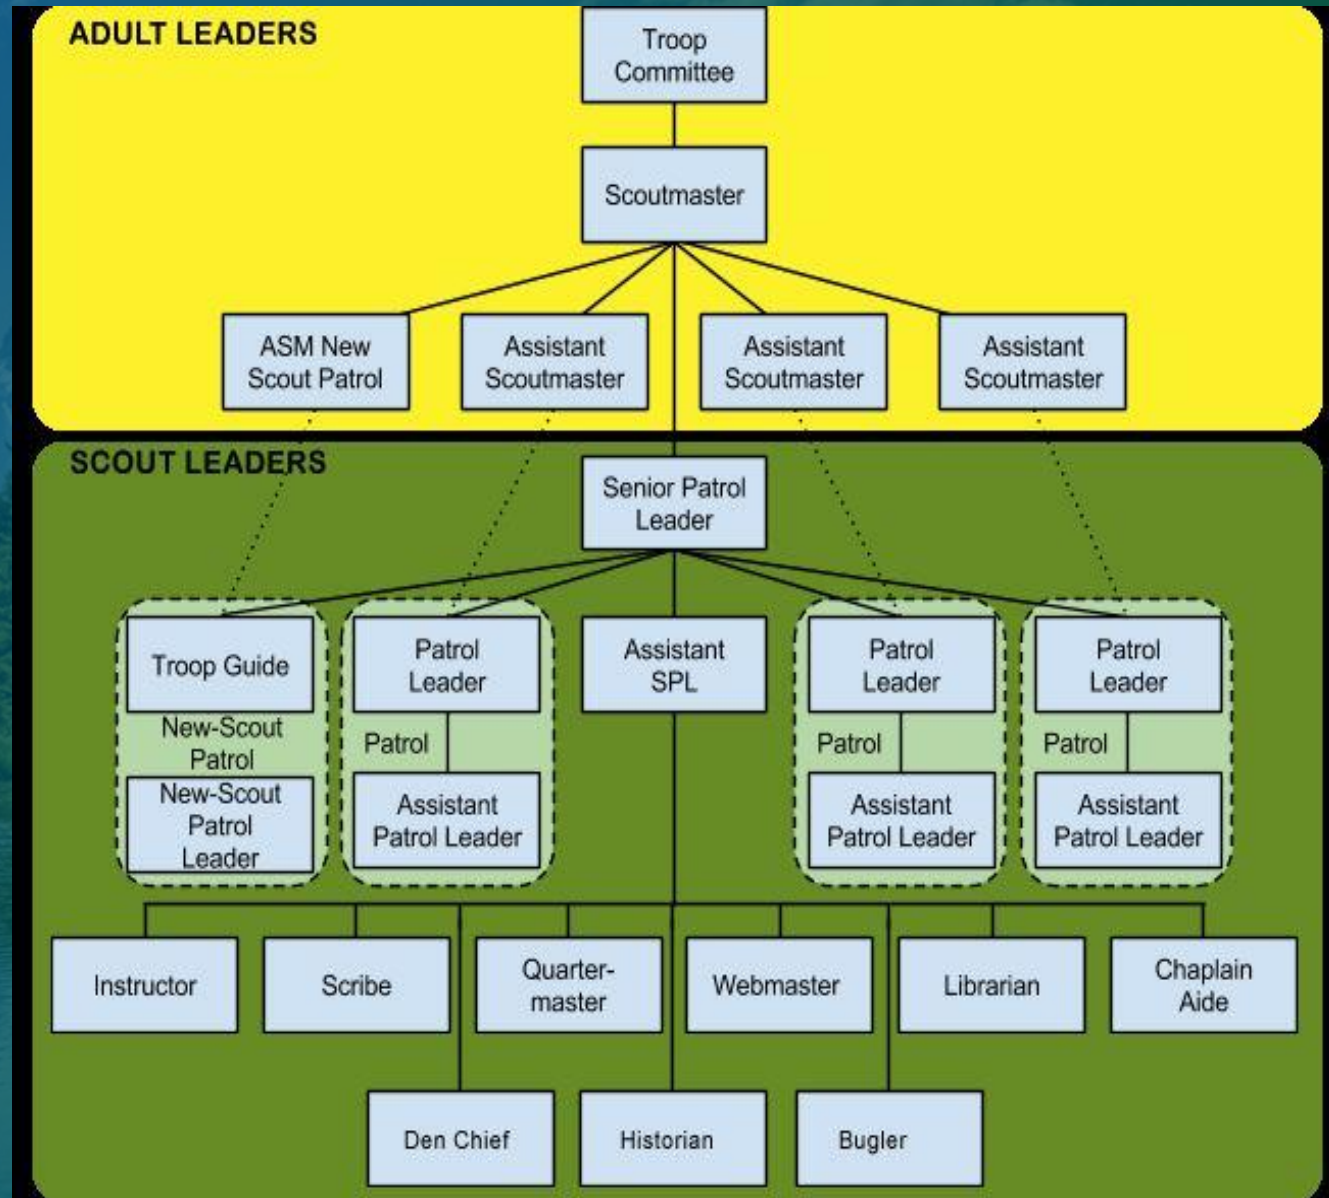 ADULT LEADERS
Troop
Committee
Scoutmaster
ASM New
Scout Patrol
Assistant
Scoutmaster
Assistant
Scoutmaster
Assistant
Scoutmaster
SCOUT LEADERS
Senior Patrol
Leader
Troop Guide
New-Scout
Patrol
New-Scout
Patrol
Leader
Patrol
Leader
Patrol
Assistant
Patrol Leader
Assistant
SPL
Patrol
Leader
Patrol
Assistant
Patrol Leader
Patrol
Leader
Patrol
Assistant
Patrol Leader
Instructor
Scribe
Quarter-
master
Webmaster
Librarian
Chaplain
Aide
Den Chief
Historian
Bugler